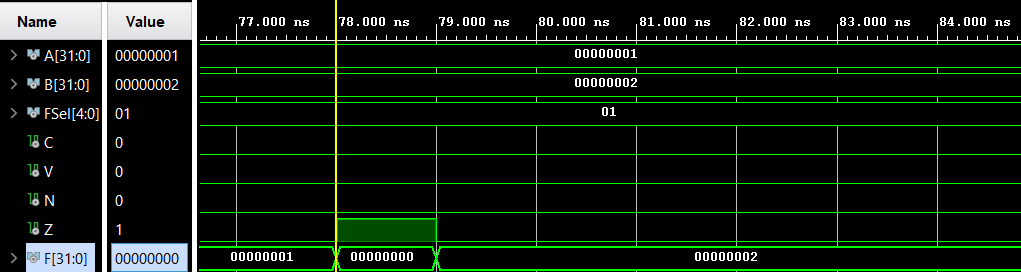 Name Value 77.000 ns 78.000 ns 79.000 ns 80.000 ns 81.000 ns 82.000 ns 83.000 ns 84.000 ns
A[31:0] 00000001 00000001
B[31:0] 00000002 00000002
FSel[4:0] 01 01
C 0
V 0
N 0
Z 1
F[31:0] 00000000 00000001 00000000 00000002